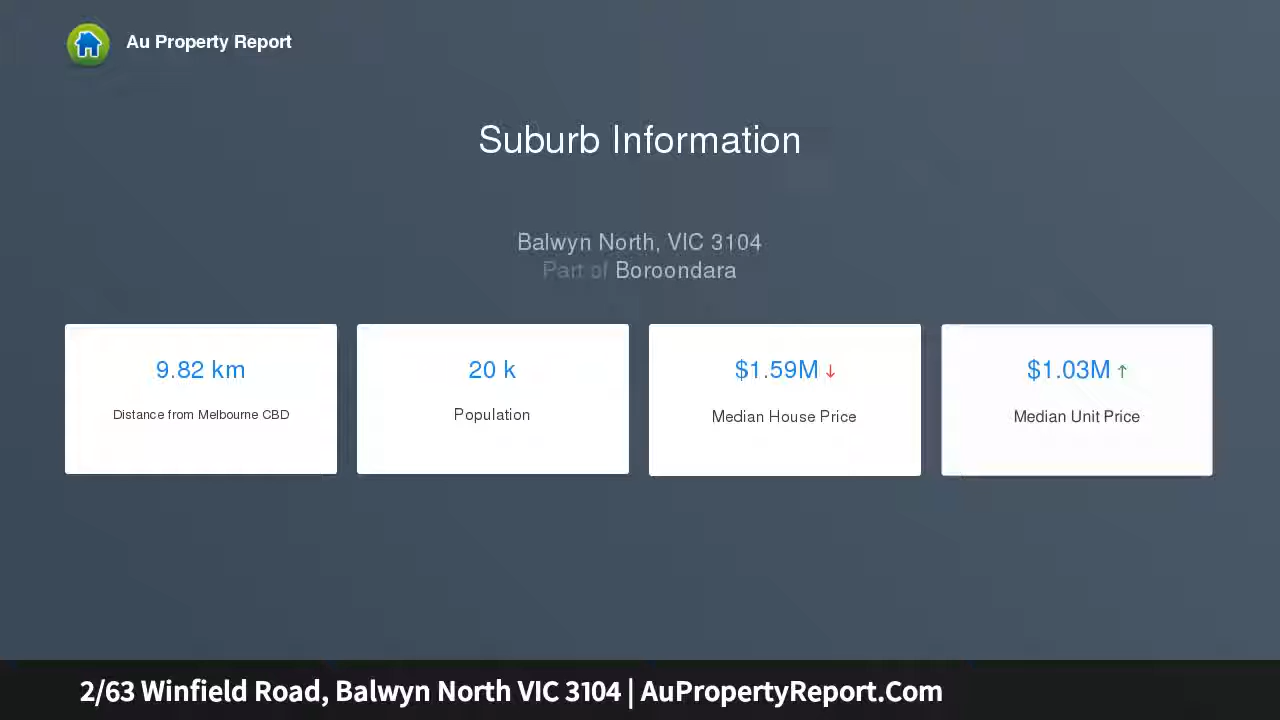 Au Property Report
Suburb Information
Balwyn North, VIC 3104
Part of Boroondara
9.82 km
Distance from Melbourne CBD
20 k
Population
$1.59M ↓
Median House Price
$1.03M ↑
Median Unit Price
2/63 Winfield Road, Balwyn North VIC 3104 | AuPropertyReport.Com